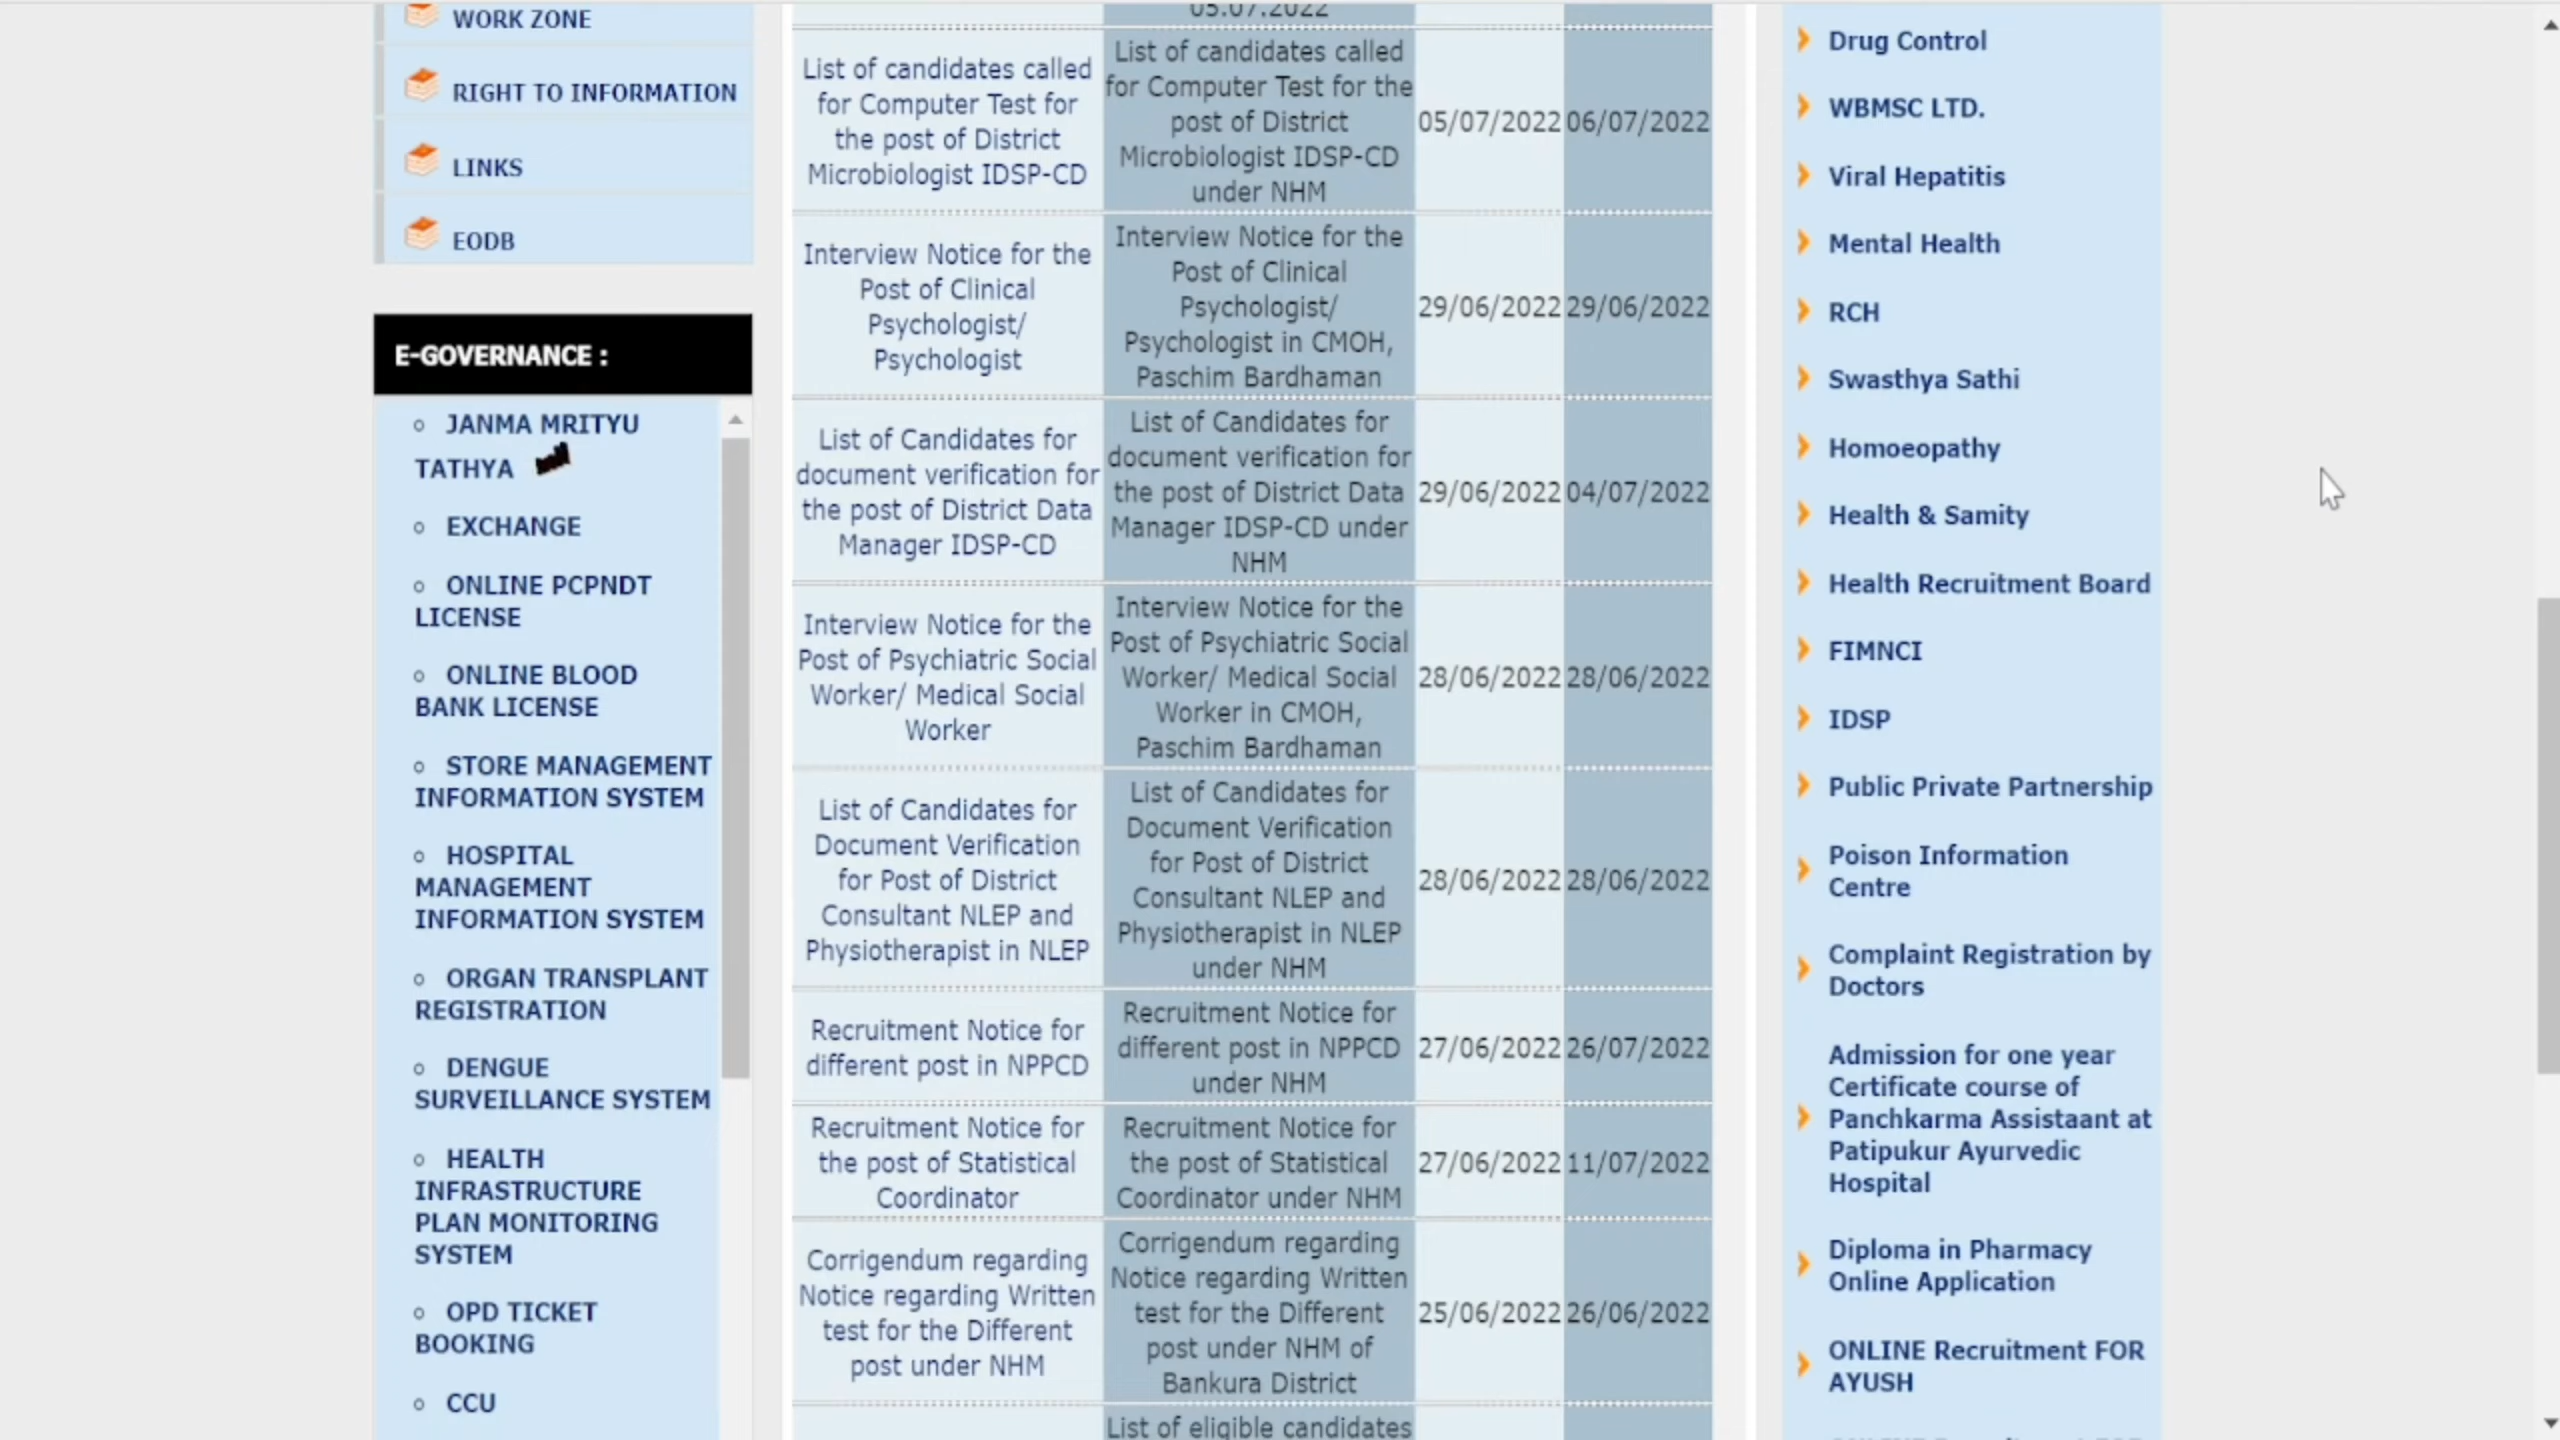 WORK ZONE
RIGHT TO INFORMATION
LINKS
EODB
E-GOVERNANCE :
JANMA MRITYU
TATHYA
EXCHANGE
ONLINE PCPNDT
LICENSE
ONLINE BLOOD
BANK LICENSE
STORE MANAGEMENT
INFORMATION SYSTEM
HOSPITAL
MANAGEMENT
INFORMATION SYSTEM
ORGAN TRANSPLANT
REGISTRATION
DENGUE
SURVEILLANCE SYSTEM
HEALTH
INFRASTRUCTURE
PLAN MONITORING
SYSTEM
OPD TICKET
BOOKING
CCU
05.07.2022
List of candidates called
for Computer Test for
the post of District
Microbiologist IDSP-CD
List of candidates called
for Computer Test for the
post of District
Microbiologist IDSP-CD
under NHM
05/07/2022
06/07/2022
Interview Notice for the
Post of Clinical
Psychologist/
Psychologist
Interview Notice for the
Post of Clinical
Psychologist/
Psychologist in CMOH,
Paschim Bardhaman
29/06/2022
29/06/2022
List of Candidates for
document verification for
the post of District Data
Manager IDSP-CD
List of Candidates for
document verification for
the post of District Data
Manager IDSP-CD under
NHM
29/06/2022
04/07/2022
Interview Notice for the
Post of Psychiatric Social
Worker/ Medical Social
Worker
Interview Notice for the
Post of Psychiatric Social
Worker/ Medical Social
Worker in CMOH,
Paschim Bardhaman
28/06/2022
28/06/2022
List of Candidates for
Document Verification
for Post of District
Consultant NLEP and
Physiotherapist in NLEP
List of Candidates for
Document Verification
for Post of District
Consultant NLEP and
Physiotherapist in NLEP
under NHM
28/06/2022
28/06/2022
Recruitment Notice for
different post in NPPCD
Recruitment Notice for
different post in NPPCD
under NHM
27/06/2022
26/07/2022
Recruitment Notice for
the post of Statistical
Coordinator
Recruitment Notice for
the post of Statistical
Coordinator under NHM
27/06/2022
11/07/2022
Corrigendum regarding
Notice regarding Written
test for the Different
post under NHM
Corrigendum regarding
Notice regarding Written
test for the Different
post under NHM of
Bankura District
25/06/2022
26/06/2022
List of eligible candidates
Drug Control
WBMSC LTD.
Viral Hepatitis
Mental Health
RCH
Swasthya Sathi
Homoeopathy
Health & Samity
Health Recruitment Board
FIMNCI
IDSP
Public Private Partnership
Poison Information
Centre
Complaint Registration by
Doctors
Admission for one year
Certificate course of
Panchkarma Assistaant at
Patipukur Ayurvedic
Hospital
Diploma in Pharmacy
Online Application
ONLINE Recruitment FOR
AYUSH